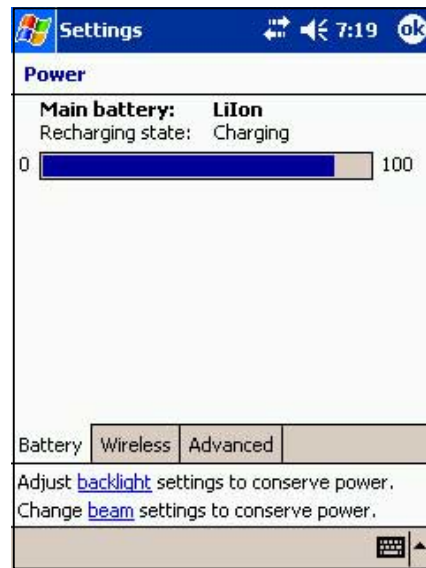 Settings 7:19 ok
Power
Main battery: LiIon
Recharging state: Charging
0 100
Battery Wireless Advanced
Adjust backlight settings to conserve power.
Change beam settings to conserve power.